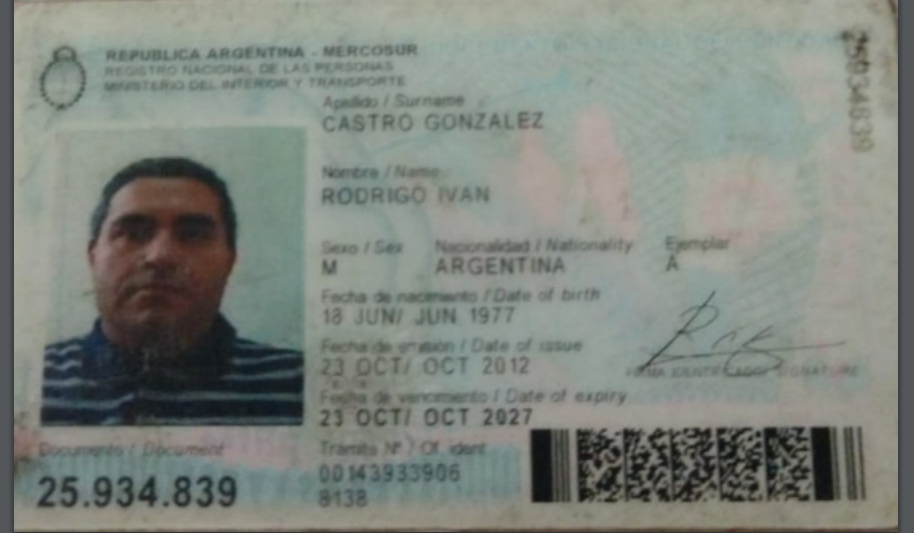 REPUBLICA ARGENTINA - MERCOSUR
REGISTRO NACIONAL DE LAS PERSONAS
MINISTERIO DEL INTERIOR Y TRANSPORTE
Apellido / Surname
CASTRO GONZALEZ
Nombre / Name
RODRIGO IVAN
Sexo / Sex Nacionalidad / Nationality Ejemplar
M ARGENTINA A
Fecha de nacimiento / Date of birth
18 JUN/ JUN 1977
Fecha de emision / Date of issue
23 OCT/ OCT 2012
FIRMA IDENTIFICADO / SIGNATURE
Fecha de vencimiento / Date of expiry
23 OCT/ OCT 2027
Documento / Document
25.934.839
Tramite Nº / Of. ident
00143933906
8138
25934839